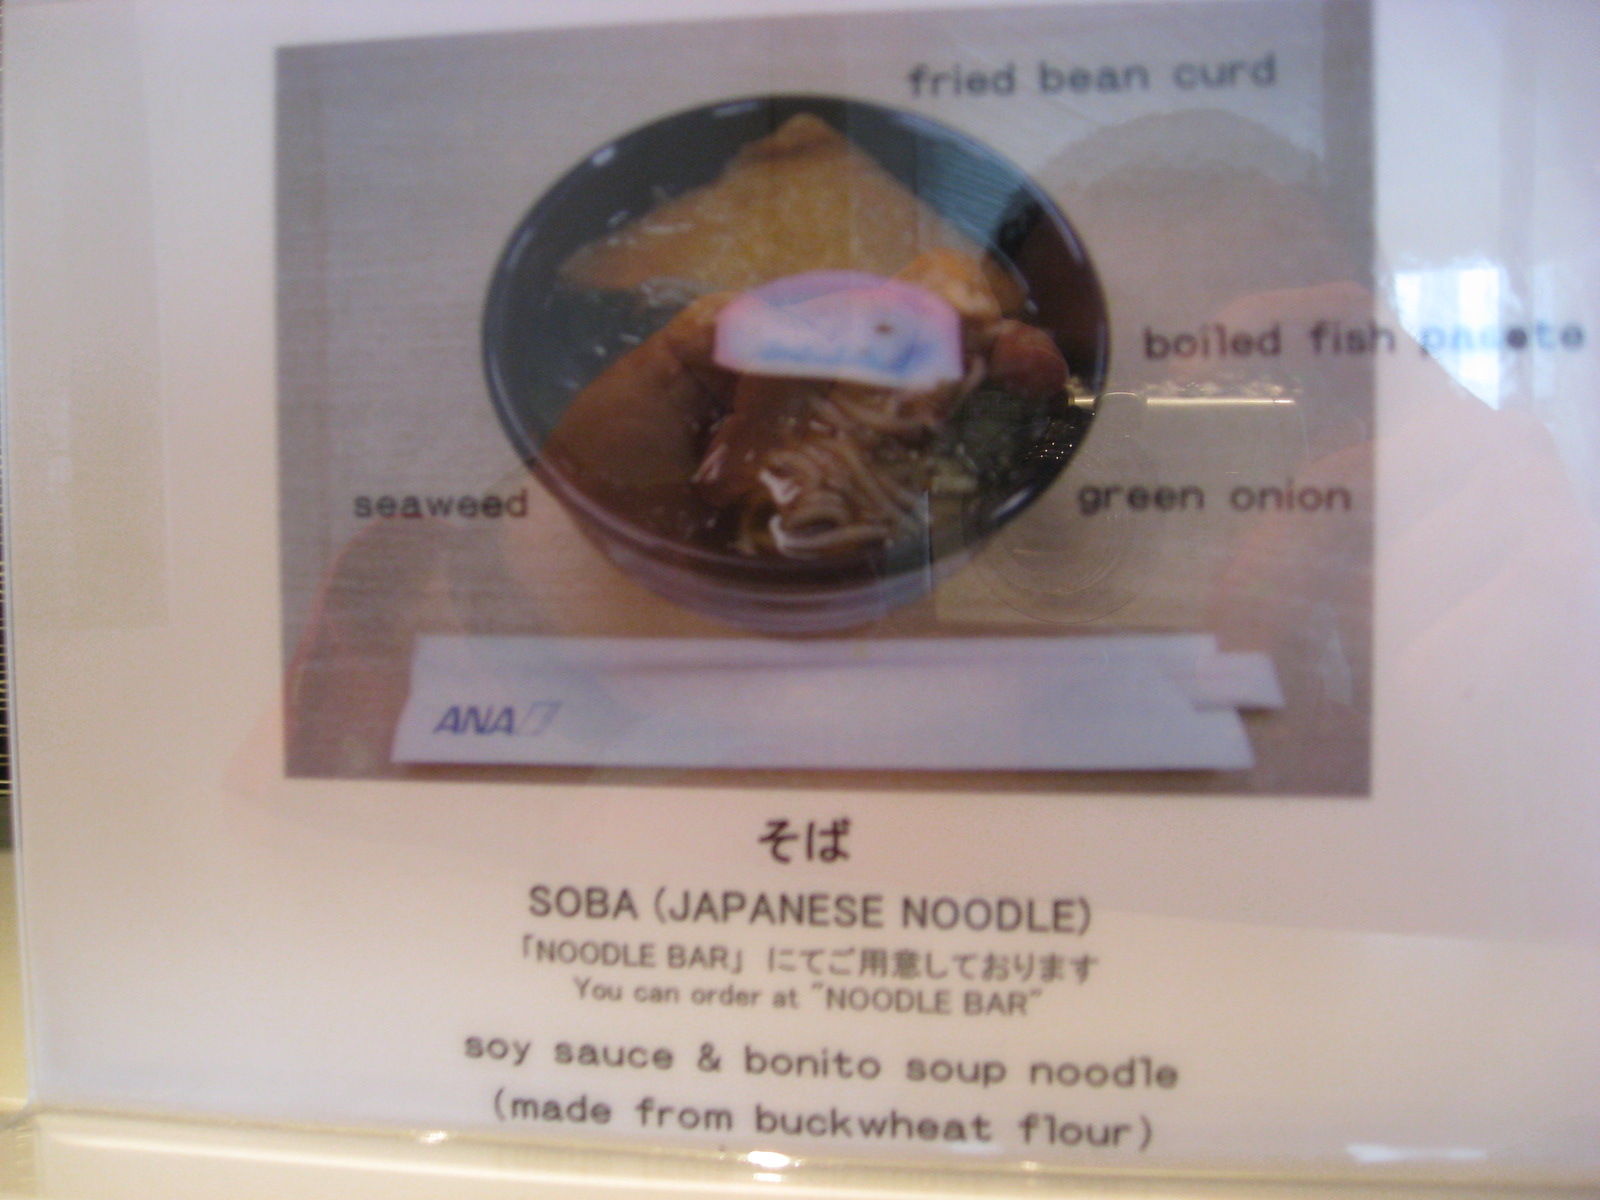 fried bean curd
boiled fish pasete
seaweed
green onion
ANA
そば
SOBA (JAPANESE NOODLE)
「NOODLE BAR」 にてご用意しております
You can order at "NOODLE BAR"
soy sauce & bonito soup noodle
(made from buckwheat flour)